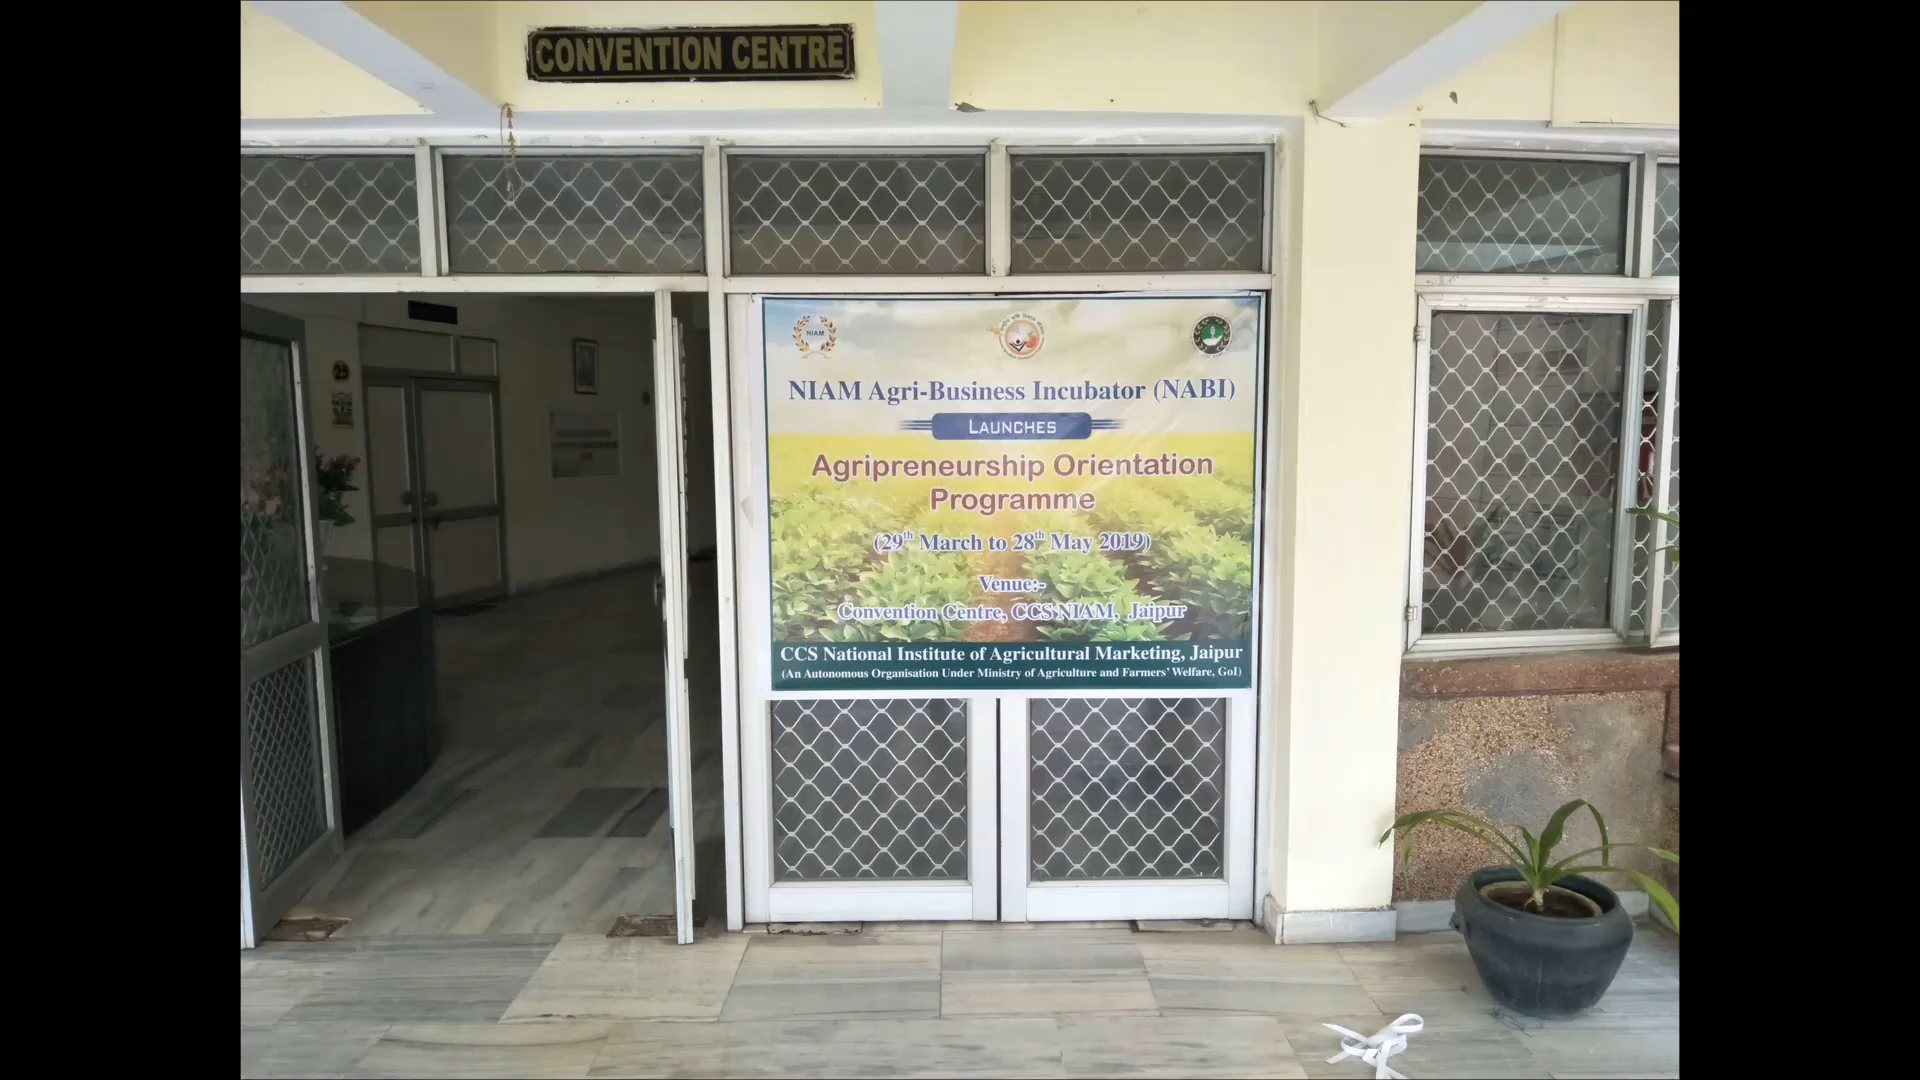 CONVENTION CENTRE
NIAM
NIAM Agri-Business Incubator (NABI)
LAUNCHES
Agripreneurship Orientation
Programme
(29th March to 28th May 2019)
Venue:-
Convention Centre, CCS NIAM, Jaipur
CCS National Institute of Agricultural Marketing, Jaipur
(An Autonomous Organisation Under Ministry of Agriculture and Farmers' Welfare, GoI)
25